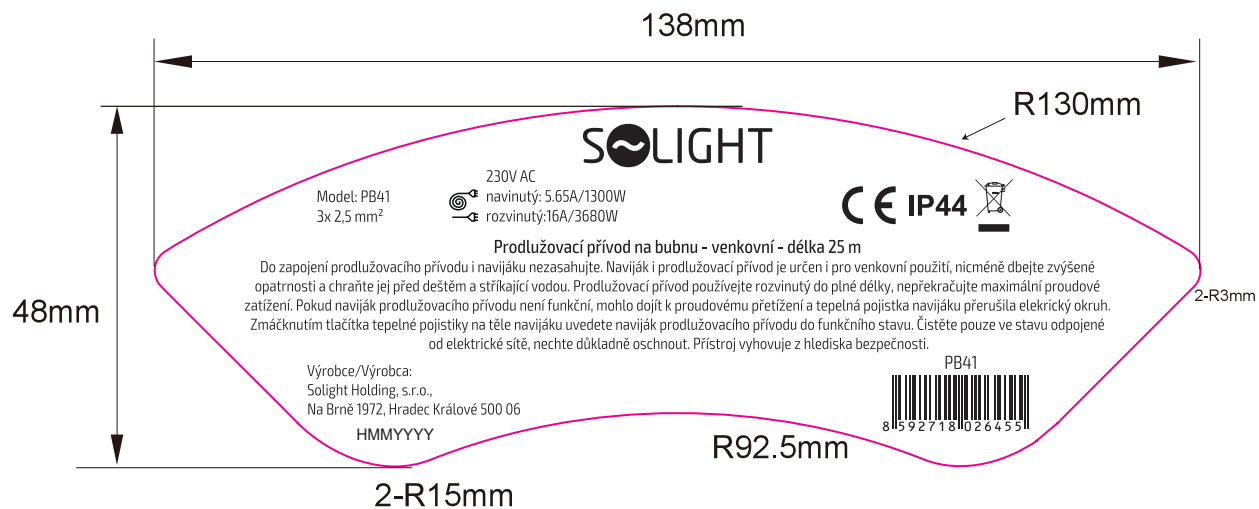 138mm
R130mm
SOLIGHT
230V AC
Model: PB41
navinutý: 5.65A/1300W
3x 2,5 mm²
rozvinutý:16A/3680W
CE IP44
Prodlužovací přívod na bubnu - venkovní - délka 25 m
Do zapojení prodlužovacího přívodu i navijáku nezasahujte. Naviják i prodlužovací přívod je určen i pro venkovní použití, nicméně dbejte zvýšené
opatrnosti a chraňte jej před deštěm a stříkající vodou. Prodlužovací přívod používejte rozvinutý do plné délky, nepřekračujte maximální proudové
zatížení. Pokud naviják prodlužovacího přívodu není funkční, mohlo dojít k proudovému přetížení a tepelná pojistka navijáku přerušila elekrický okruh.
Zmáčknutím tlačítka tepelné pojistiky na těle navijáku uvedete naviják prodlužovacího přívodu do funkčního stavu. Čistěte pouze ve stavu odpojené
od elektrické sítě, nechte důkladně oschnout. Přístroj vyhovuje z hlediska bezpečnosti.
48mm
2-R3mm
Výrobce/Výrobca:
Solight Holding, s.r.o.,
Na Brně 1972, Hradec Králové 500 06
HMMYYYY
PB41
8 592718 026455
R92.5mm
2-R15mm